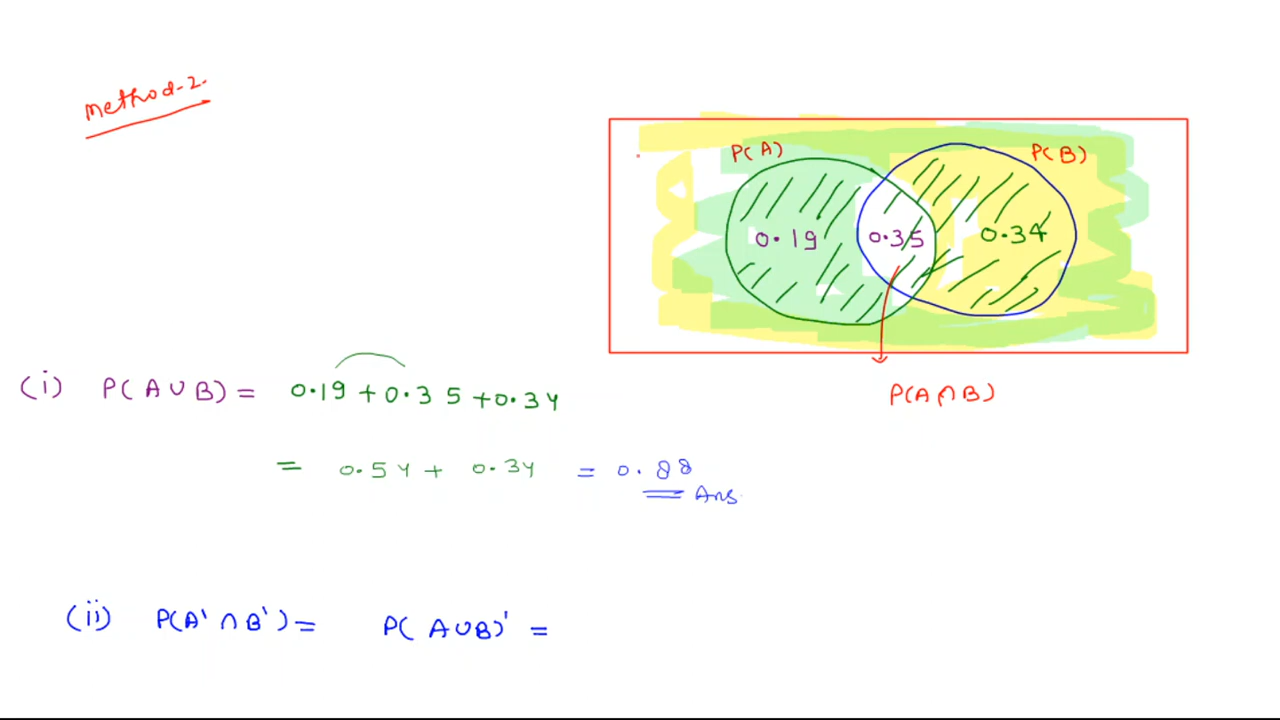 Method-2.
P(A) P(B)
0.19 0.35 0.34
P(A ∩ B)
(i) P( A ∪ B) = 0.19 + 0.35 + 0.34
= 0.54 + 0.34 = 0.88
Ans
(ii) P(A' ∩ B') = P( A ∪ B)' =